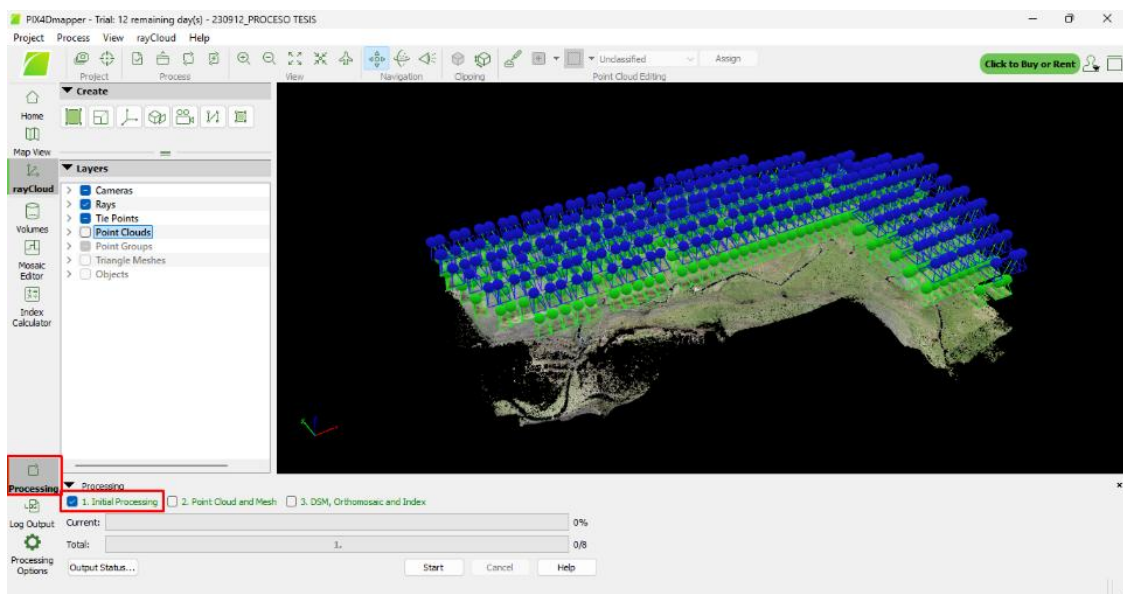 PIX4Dmapper - Trial: 12 remaining day(s) - 230912_PROCESO TESIS
Project Process View rayCloud Help
Project Process View Navigation Clipping Point Cloud Editing
Unclassified Assign
Click to Buy or Rent
Home
Map View
rayCloud
Volumes
Mosaic Editor
Index Calculator
Create
Layers
Cameras
Rays
Tie Points
Point Clouds
Point Groups
Triangle Meshes
Objects
Processing
Log Output
Processing Options
Processing
1. Initial Processing 2. Point Cloud and Mesh 3. DSM, Orthomosaic and Index
Current: 0%
Total: 1. 0/8
Output Status... Start Cancel Help